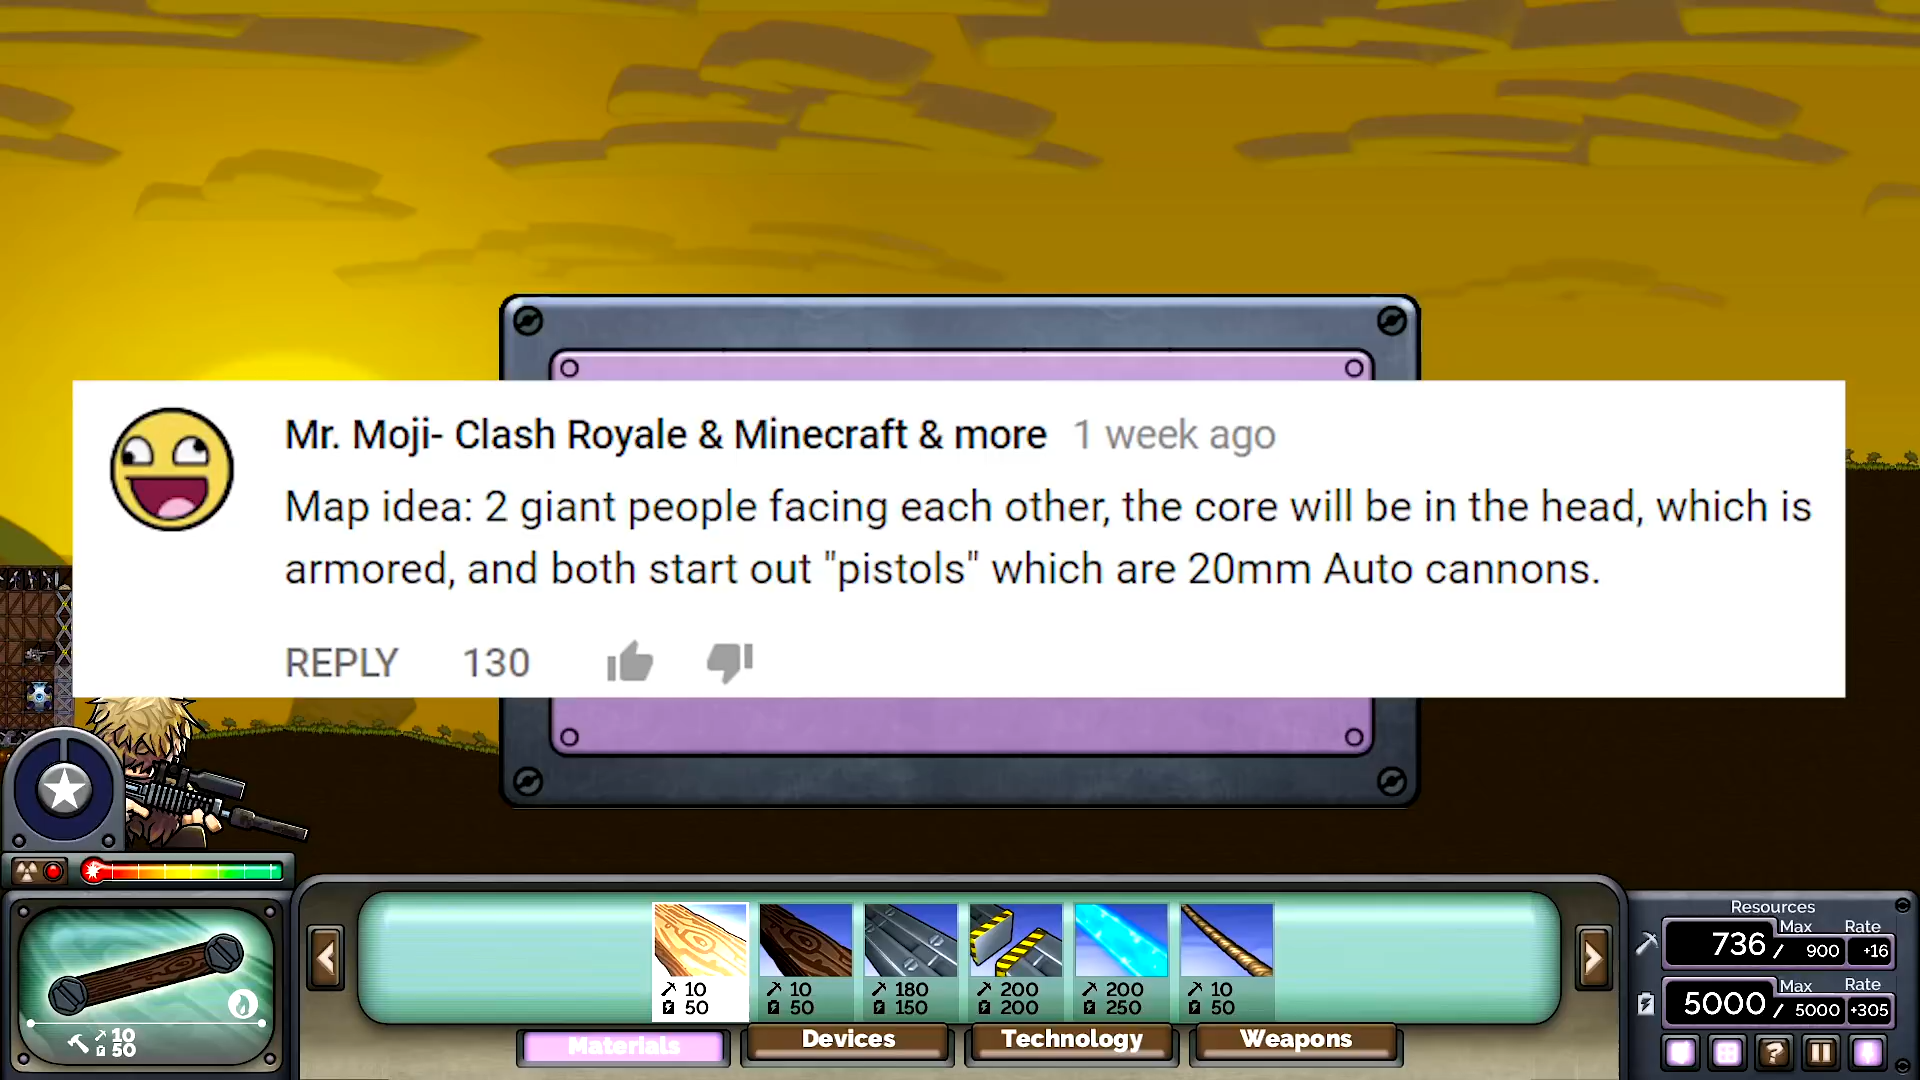 Mr. Moji- Clash Royale & Minecraft & more 1 week ago
Map idea: 2 giant people facing each other, the core will be in the head, which is
armored, and both start out "pistols" which are 20mm Auto cannons.
REPLY 130
Resources
Max Rate
736 / 900 +16
Max Rate
5000 / 5000 +305
10
50
10
50
180
150
200
200
200
250
10
50
10
50
Materials Devices Technology Weapons
?